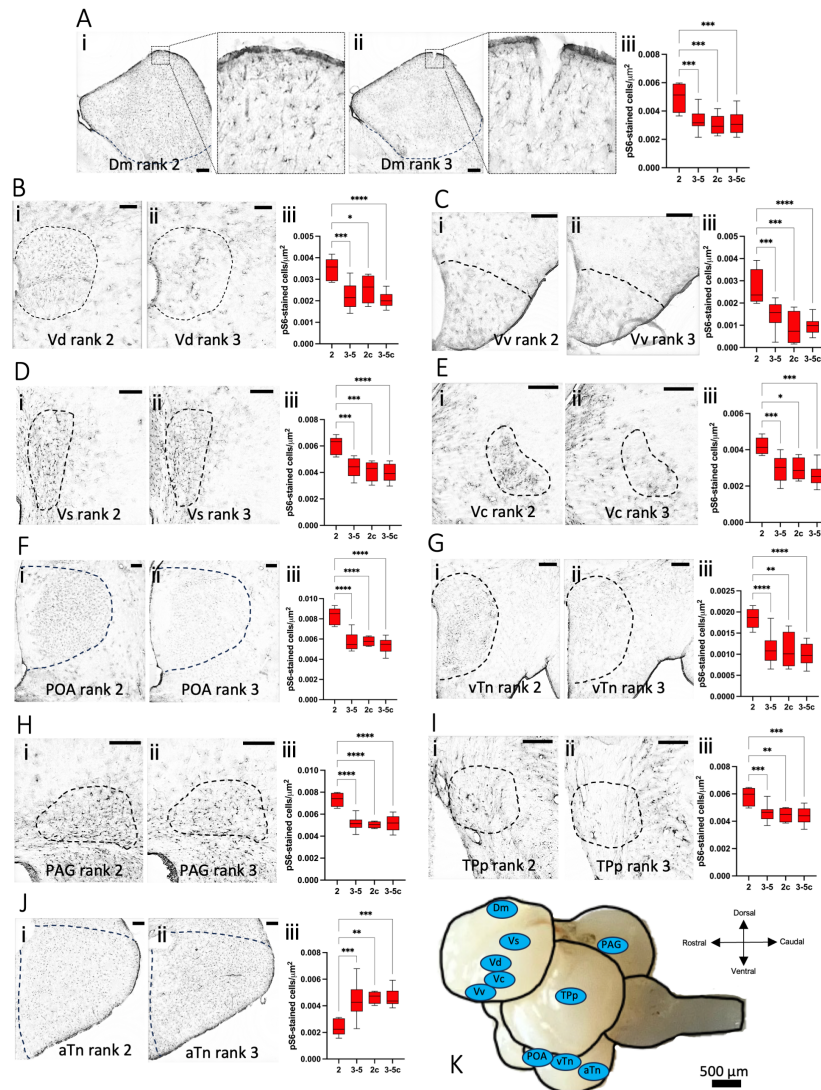 A
i
ii
iii
Dm rank 2
Dm rank 3
pS6-stained cells/µm²
0.008
0.006
0.004
0.002
0.000
***
***
***
2 3-5 2c 3-5c
B
i
ii
iii
Vd rank 2
Vd rank 3
pS6-stained cells/µm²
0.005
0.004
0.003
0.002
0.001
0.000
****
*
***
2 3-5 2c 3-5c
C
i
ii
iii
Vv rank 2
Vv rank 3
pS6-stained cells/µm²
0.005
0.004
0.003
0.002
0.001
0.000
****
***
***
2 3-5 2c 3-5c
D
i
ii
iii
Vs rank 2
Vs rank 3
pS6-stained cells/µm²
0.008
0.006
0.004
0.002
0.000
****
***
***
2 3-5 2c 3-5c
E
i
ii
iii
Vc rank 2
Vc rank 3
pS6-stained cells/µm²
0.006
0.004
0.002
0.000
***
*
***
2 3-5 2c 3-5
F
i
ii
iii
POA rank 2
POA rank 3
pS6-stained cells/µm²
0.010
0.008
0.006
0.004
0.002
0.000
****
****
****
2 3-5 2c 3-5c
G
i
ii
iii
vTn rank 2
vTn rank 3
pS6-stained cells/µm²
0.0025
0.0020
0.0015
0.0010
0.0005
0.0000
****
**
****
2 3-5 2c 3-5c
H
i
ii
iii
PAG rank 2
PAG rank 3
pS6-stained cells/µm²
0.010
0.008
0.006
0.004
0.002
0.000
****
****
****
2 3-5 2c 3-5c
I
i
ii
iii
TPp rank 2
TPp rank 3
pS6-stained cells/µm²
0.008
0.006
0.004
0.002
0.000
***
**
***
2 3-5 2c 3-5c
J
i
ii
iii
aTn rank 2
aTn rank 3
pS6-stained cells/µm²
0.008
0.006
0.004
0.002
0.000
***
**
***
2 3-5 2c 3-5c
Dm
Vs
PAG
Vd
Vc
Vv
TPp
POA
vTn
aTn
Dorsal
Rostral
Caudal
Ventral
K
500 µm